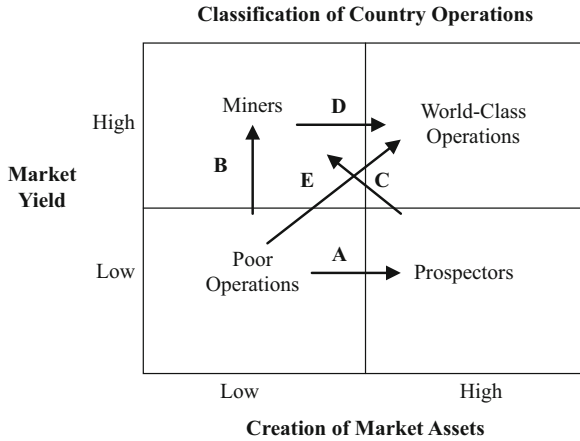 Classification of Country Operations
Miners
D
World-Class
Operations
High
B
Market
Yield
E
C
Poor
Operations
A
Low
Prospectors
Low
High
Creation of Market Assets